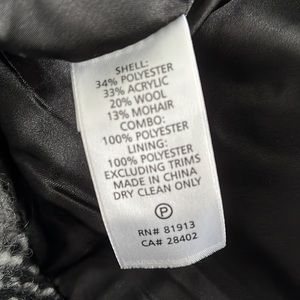 SHELL:
34% POLYESTER
33% ACRYLIC
20% WOOL
13% MOHAIR
COMBO:
100% POLYESTER
LINING:
100% POLYESTER
EXCLUDING TRIMS
MADE IN CHINA
DRY CLEAN ONLY
P
RN# 81913
CA# 28402